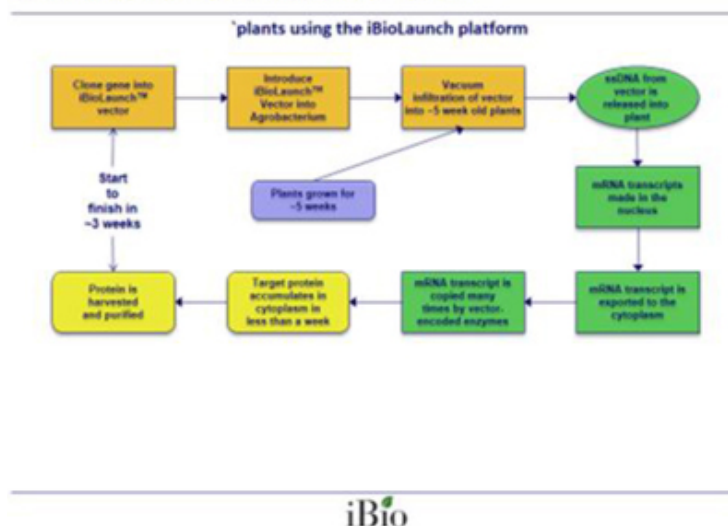 `plants using the iBioLaunch platform
Clone gene into
iBioLaunch™
vector
Introduce
iBioLaunch™
Vector into
Agrobacterium
Vacuum
infiltration of vector
into ~5 week old plants
ssDNA from
vector is
released into
plant
Start
to
finish in
~3 weeks
Plants grown for
~5 weeks
mRNA transcripts
made in the
nucleus
Protein is
harvested
and purified
Target protein
accumulates in
cytoplasm in
less than a week
mRNA transcript is
copied many
times by vector-
encoded enzymes
mRNA transcript is
exported to the
cytoplasm
iBio